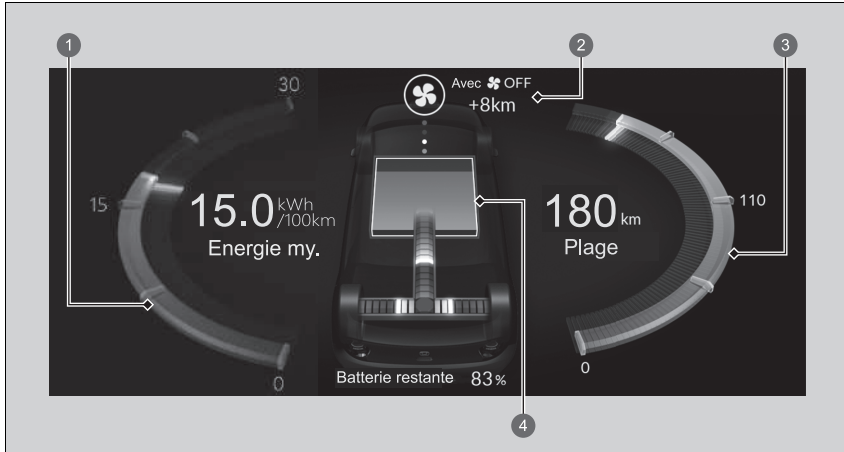 1
2
3
30
Avec OFF
+8km
15
15.0 kWh/100km
Energie my.
180 km
Plage
110
0
0
Batterie restante 83%
4